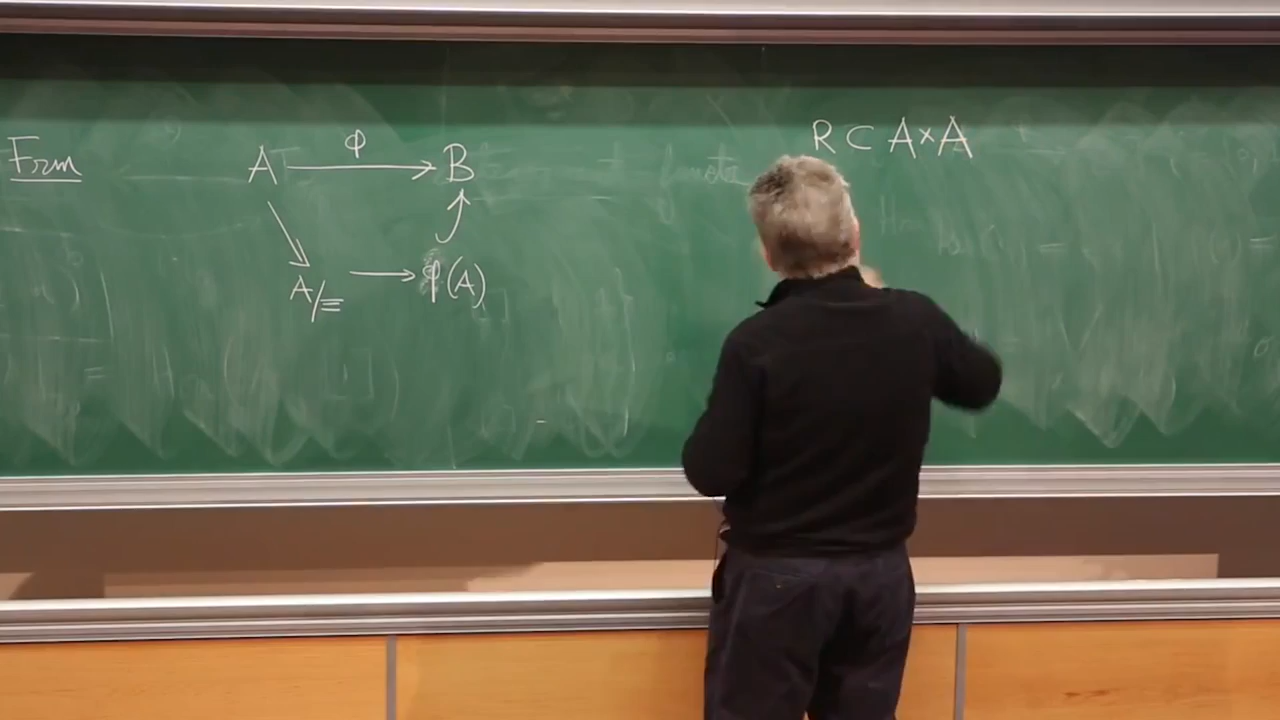 Frm
A → φ B
A/≡ → φ(A)
R ⊂ A×A